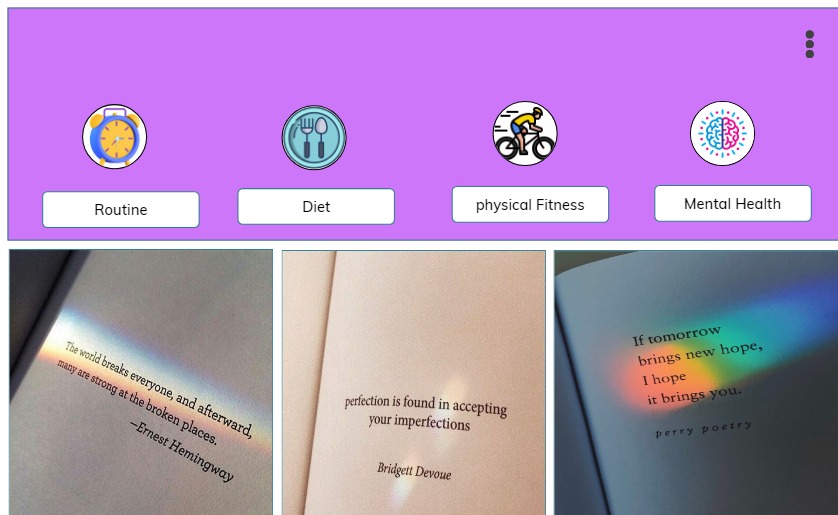 Routine
Diet
physical Fitness
Mental Health
The world breaks everyone, and afterward,
many are strong at the broken places.
—Ernest Hemingway
perfection is found in accepting
your imperfections
Bridgett Devoue
If tomorrow
brings new hope,
I hope
it brings you.
perry poetry